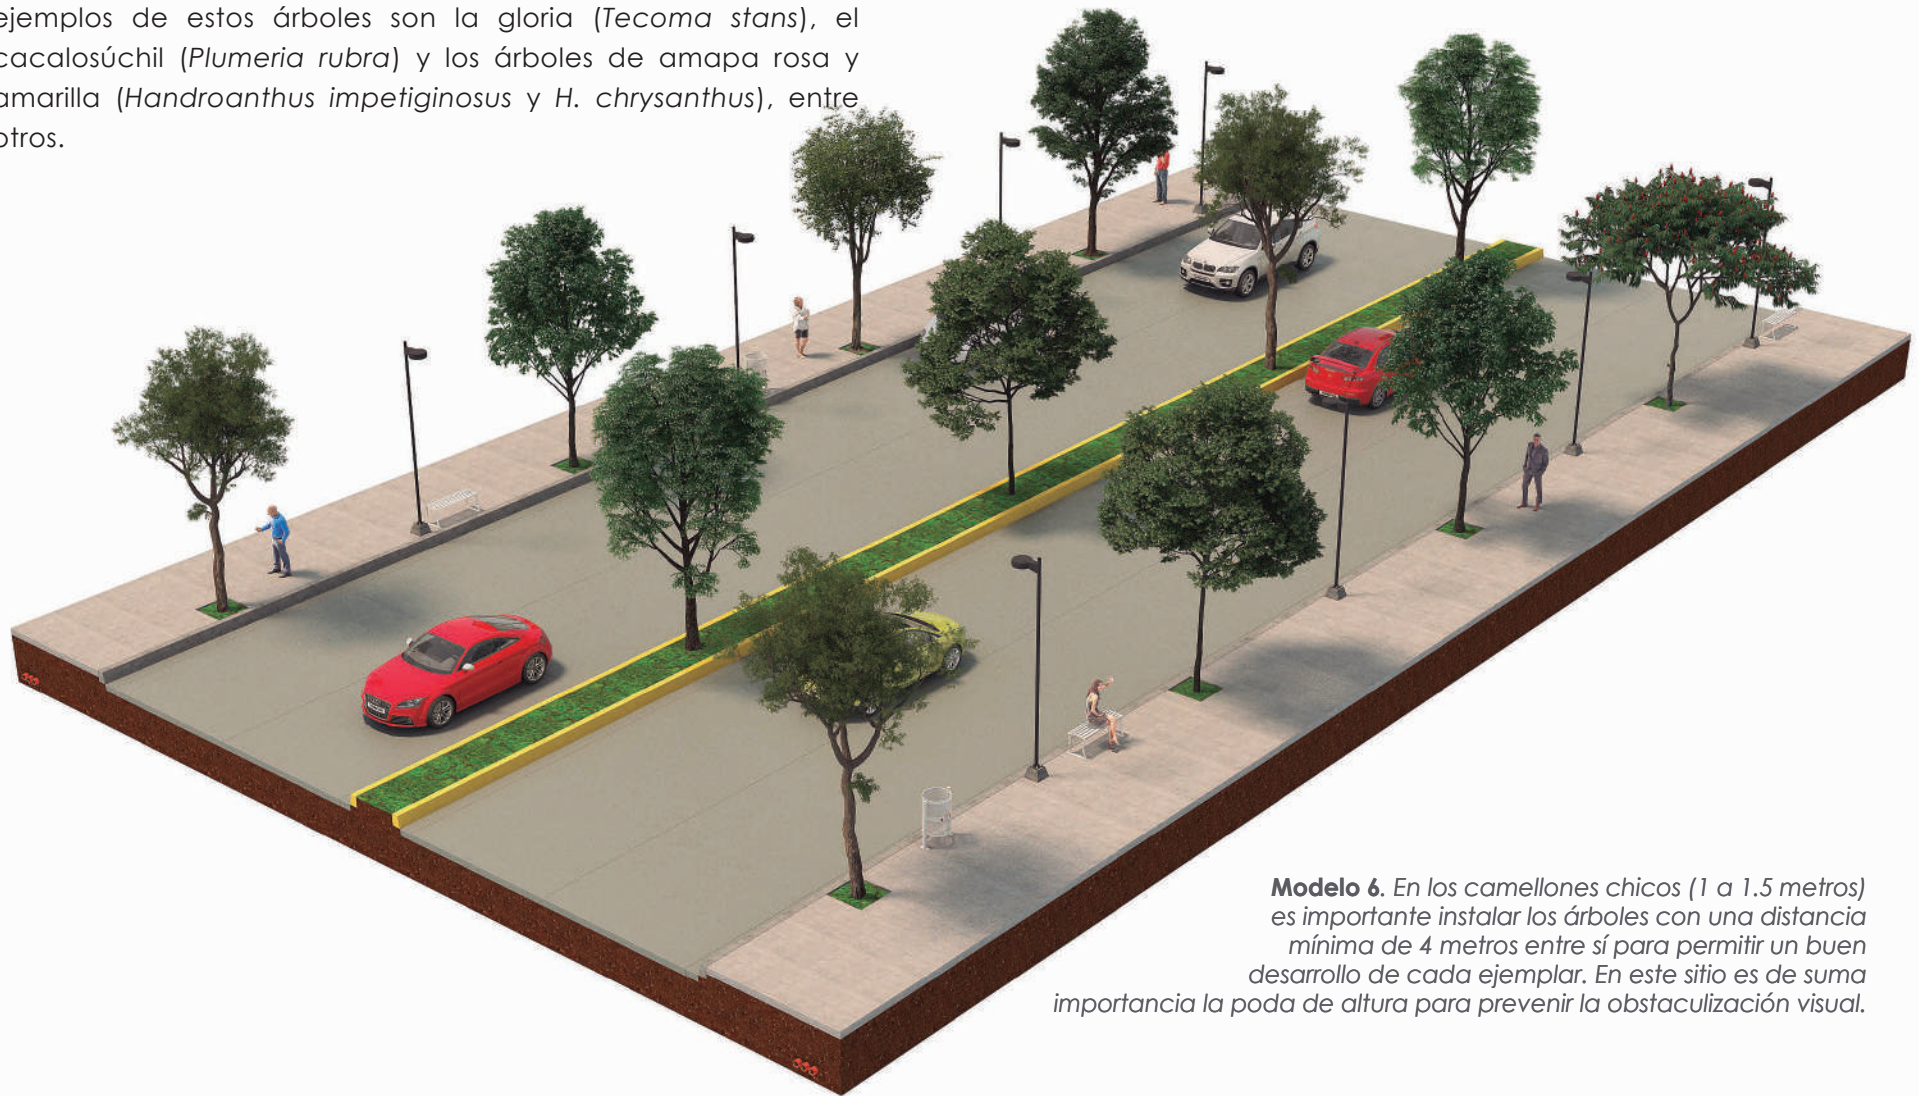 ejemplos de estos árboles son la gloria (Tecoma stans), el
cacalosúchil (Plumeria rubra) y los árboles de amapa rosa y
amarilla (Handroanthus impetiginosus y H. chrysanthus), entre
otros.
Modelo 6. En los camellones chicos (1 a 1.5 metros)
es importante instalar los árboles con una distancia
mínima de 4 metros entre sí para permitir un buen
desarrollo de cada ejemplar. En este sitio es de suma
importancia la poda de altura para prevenir la obstaculización visual.